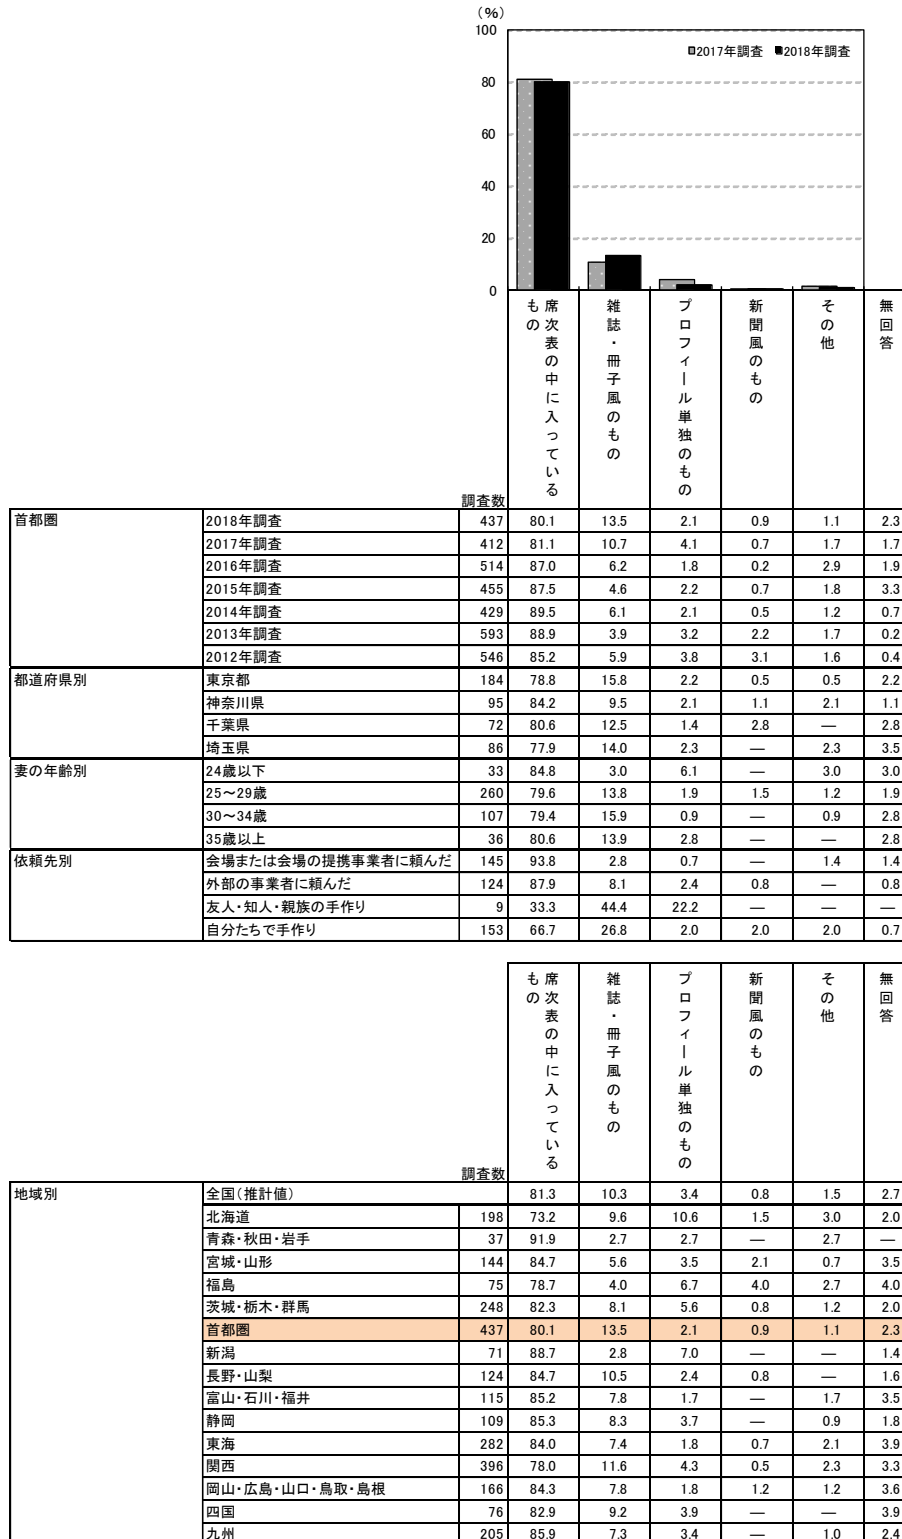 (%)
100
■2017年調査 ■2018年調査
80
60
40
20
0
席次表の中に入っているもの 雑誌・冊子風のもの プロフィール単独のもの 新聞風のもの その他 無回答
調査数
首都圏 2018年調査 437 80.1 13.5 2.1 0.9 1.1 2.3
2017年調査 412 81.1 10.7 4.1 0.7 1.7 1.7
2016年調査 514 87.0 6.2 1.8 0.2 2.9 1.9
2015年調査 455 87.5 4.6 2.2 0.7 1.8 3.3
2014年調査 429 89.5 6.1 2.1 0.5 1.2 0.7
2013年調査 593 88.9 3.9 3.2 2.2 1.7 0.2
2012年調査 546 85.2 5.9 3.8 3.1 1.6 0.4
都道府県別 東京都 184 78.8 15.8 2.2 0.5 0.5 2.2
神奈川県 95 84.2 9.5 2.1 1.1 2.1 1.1
千葉県 72 80.6 12.5 1.4 2.8 ― 2.8
埼玉県 86 77.9 14.0 2.3 ― 2.3 3.5
妻の年齢別 24歳以下 33 84.8 3.0 6.1 ― 3.0 3.0
25～29歳 260 79.6 13.8 1.9 1.5 1.2 1.9
30～34歳 107 79.4 15.9 0.9 ― 0.9 2.8
35歳以上 36 80.6 13.9 2.8 ― ― 2.8
依頼先別 会場または会場の提携事業者に頼んだ 145 93.8 2.8 0.7 ― 1.4 1.4
外部の事業者に頼んだ 124 87.9 8.1 2.4 0.8 ― 0.8
友人・知人・親族の手作り 9 33.3 44.4 22.2 ― ― ―
自分たちで手作り 153 66.7 26.8 2.0 2.0 2.0 0.7
席次表の中に入っているもの 雑誌・冊子風のもの プロフィール単独のもの 新聞風のもの その他 無回答
調査数
地域別 全国（推計値） 81.3 10.3 3.4 0.8 1.5 2.7
北海道 198 73.2 9.6 10.6 1.5 3.0 2.0
青森・秋田・岩手 37 91.9 2.7 2.7 ― 2.7 ―
宮城・山形 144 84.7 5.6 3.5 2.1 0.7 3.5
福島 75 78.7 4.0 6.7 4.0 2.7 4.0
茨城・栃木・群馬 248 82.3 8.1 5.6 0.8 1.2 2.0
首都圏 437 80.1 13.5 2.1 0.9 1.1 2.3
新潟 71 88.7 2.8 7.0 ― ― 1.4
長野・山梨 124 84.7 10.5 2.4 0.8 ― 1.6
富山・石川・福井 115 85.2 7.8 1.7 ― 1.7 3.5
静岡 109 85.3 8.3 3.7 ― 0.9 1.8
東海 282 84.0 7.4 1.8 0.7 2.1 3.9
関西 396 78.0 11.6 4.3 0.5 2.3 3.3
岡山・広島・山口・鳥取・島根 166 84.3 7.8 1.8 1.2 1.2 3.6
四国 76 82.9 9.2 3.9 ― ― 3.9
九州 205 85.9 7.3 3.4 ― 1.0 2.4